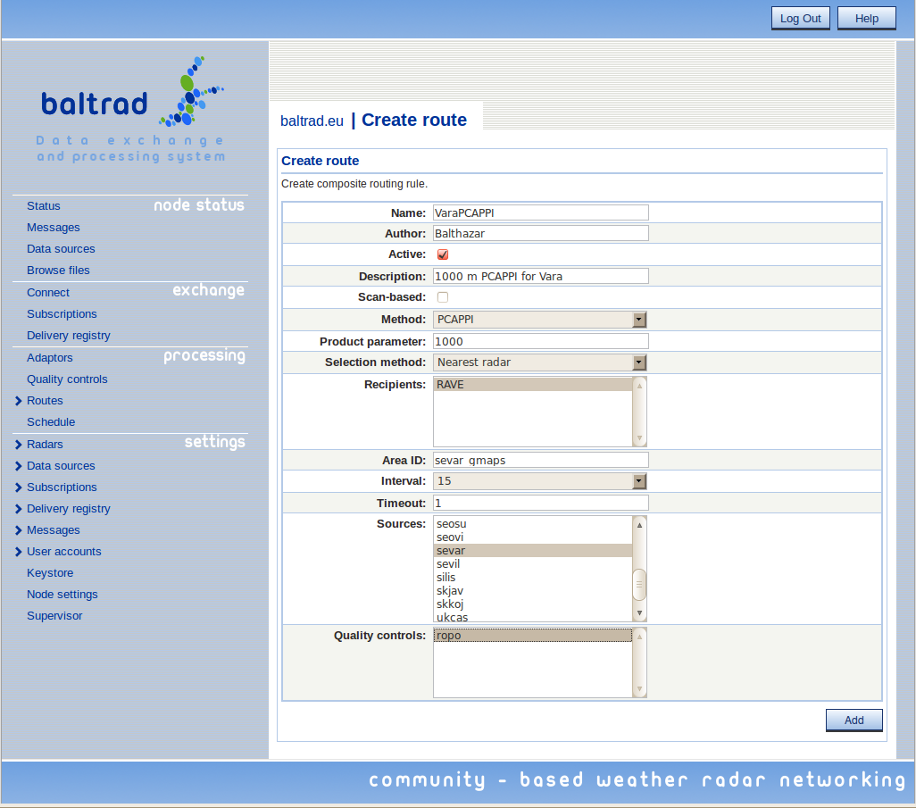 Log Out Help
baltrad
Data exchange
and processing system
baltrad.eu | Create route
node status
Status
Messages
Data sources
Browse files
exchange
Connect
Subscriptions
Delivery registry
processing
Adaptors
Quality controls
Routes
Schedule
settings
Radars
Data sources
Subscriptions
Delivery registry
Messages
User accounts
Keystore
Node settings
Supervisor
Create route
Create composite routing rule.
Name: VaraPCAPPI
Author: Balthazar
Active:
Description: 1000 m PCAPPI for Vara
Scan-based:
Method: PCAPPI
Product parameter: 1000
Selection method: Nearest radar
Recipients: RAVE
Area ID: sevar_gmaps
Interval: 15
Timeout: 1
Sources: seosu
seovi
sevar
sevil
silis
skjav
skkoj
ukcas
Quality controls: ropo
Add
community - based weather radar networking